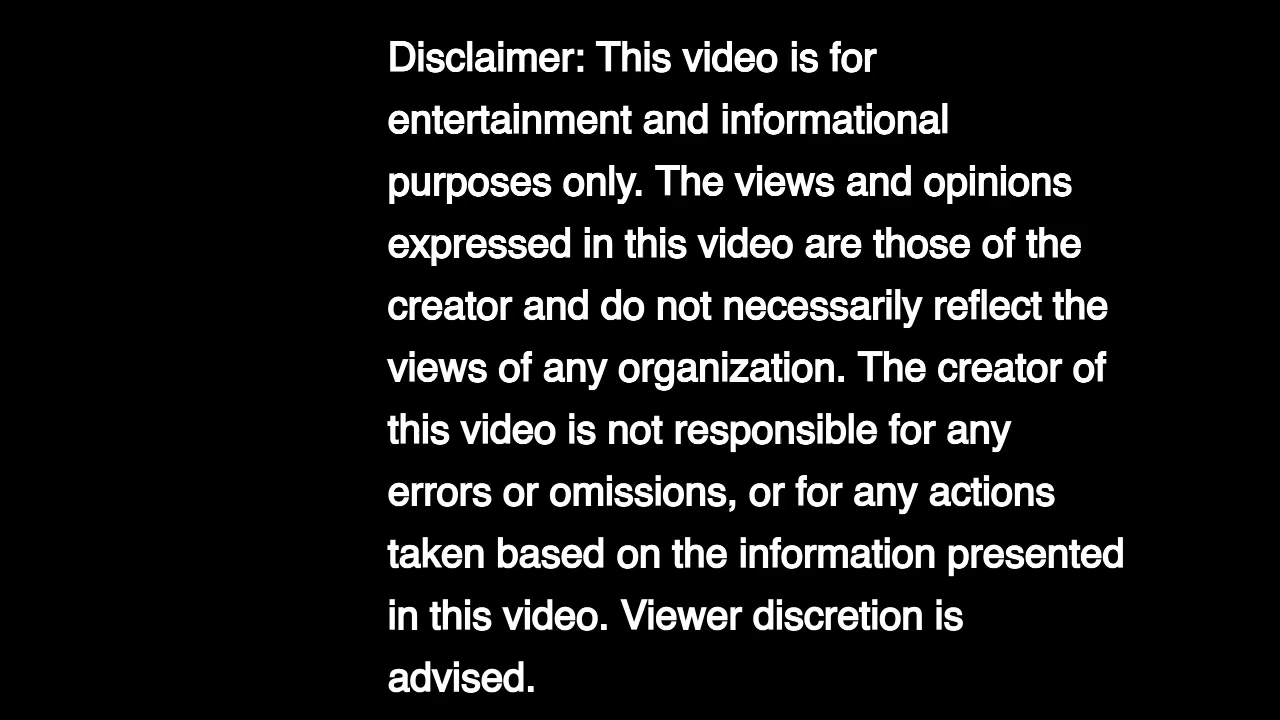 Disclaimer: This video is for
entertainment and informational
purposes only. The views and opinions
expressed in this video are those of the
creator and do not necessarily reflect the
views of any organization. The creator of
this video is not responsible for any
errors or omissions, or for any actions
taken based on the information presented
in this video. Viewer discretion is
advised.